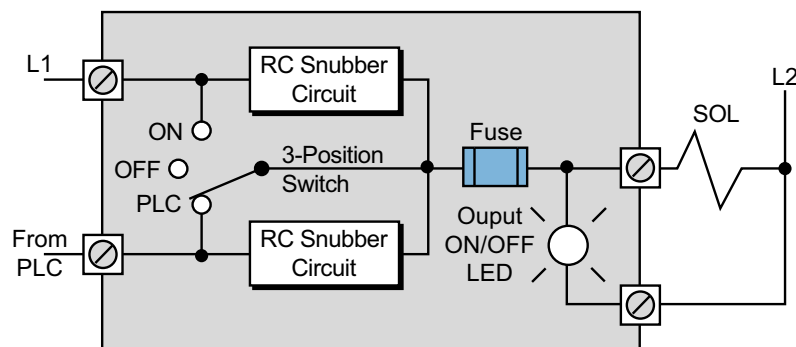 L1
RC Snubber
Circuit
L2
SOL
ON
Fuse
OFF
3-Position
Switch
PLC
From
PLC
RC Snubber
Circuit
Ouput
ON/OFF
LED